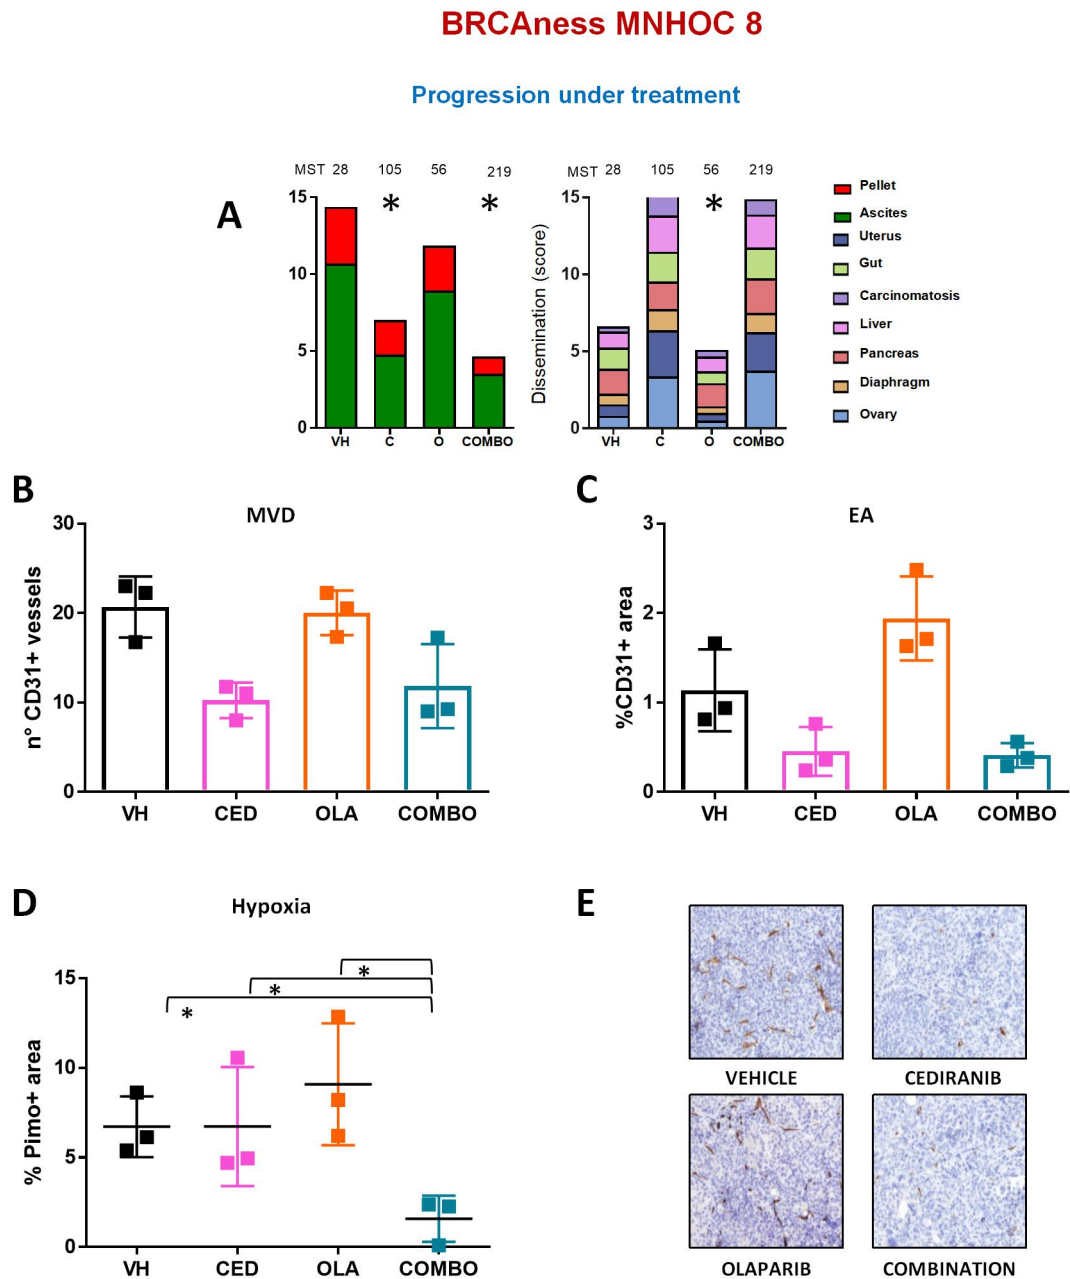 BRCAness MNHOC 8
Progression under treatment
A
MST 28 105 56 219
15
10
5
0
VH C O COMBO
* *
MST 28 105 56 219
Dissemination (score)
15
10
5
0
VH C O COMBO
*
Pellet
Ascites
Uterus
Gut
Carcinomatosis
Liver
Pancreas
Diaphragm
Ovary
B
MVD
n° CD31+ vessels
30
20
10
0
VH CED OLA COMBO
C
EA
%CD31+ area
3
2
1
0
VH CED OLA COMBO
D
Hypoxia
% Pimo+ area
15
10
5
0
*
*
*
VH CED OLA COMBO
E
VEHICLE CEDIRANIB
OLAPARIB COMBINATION